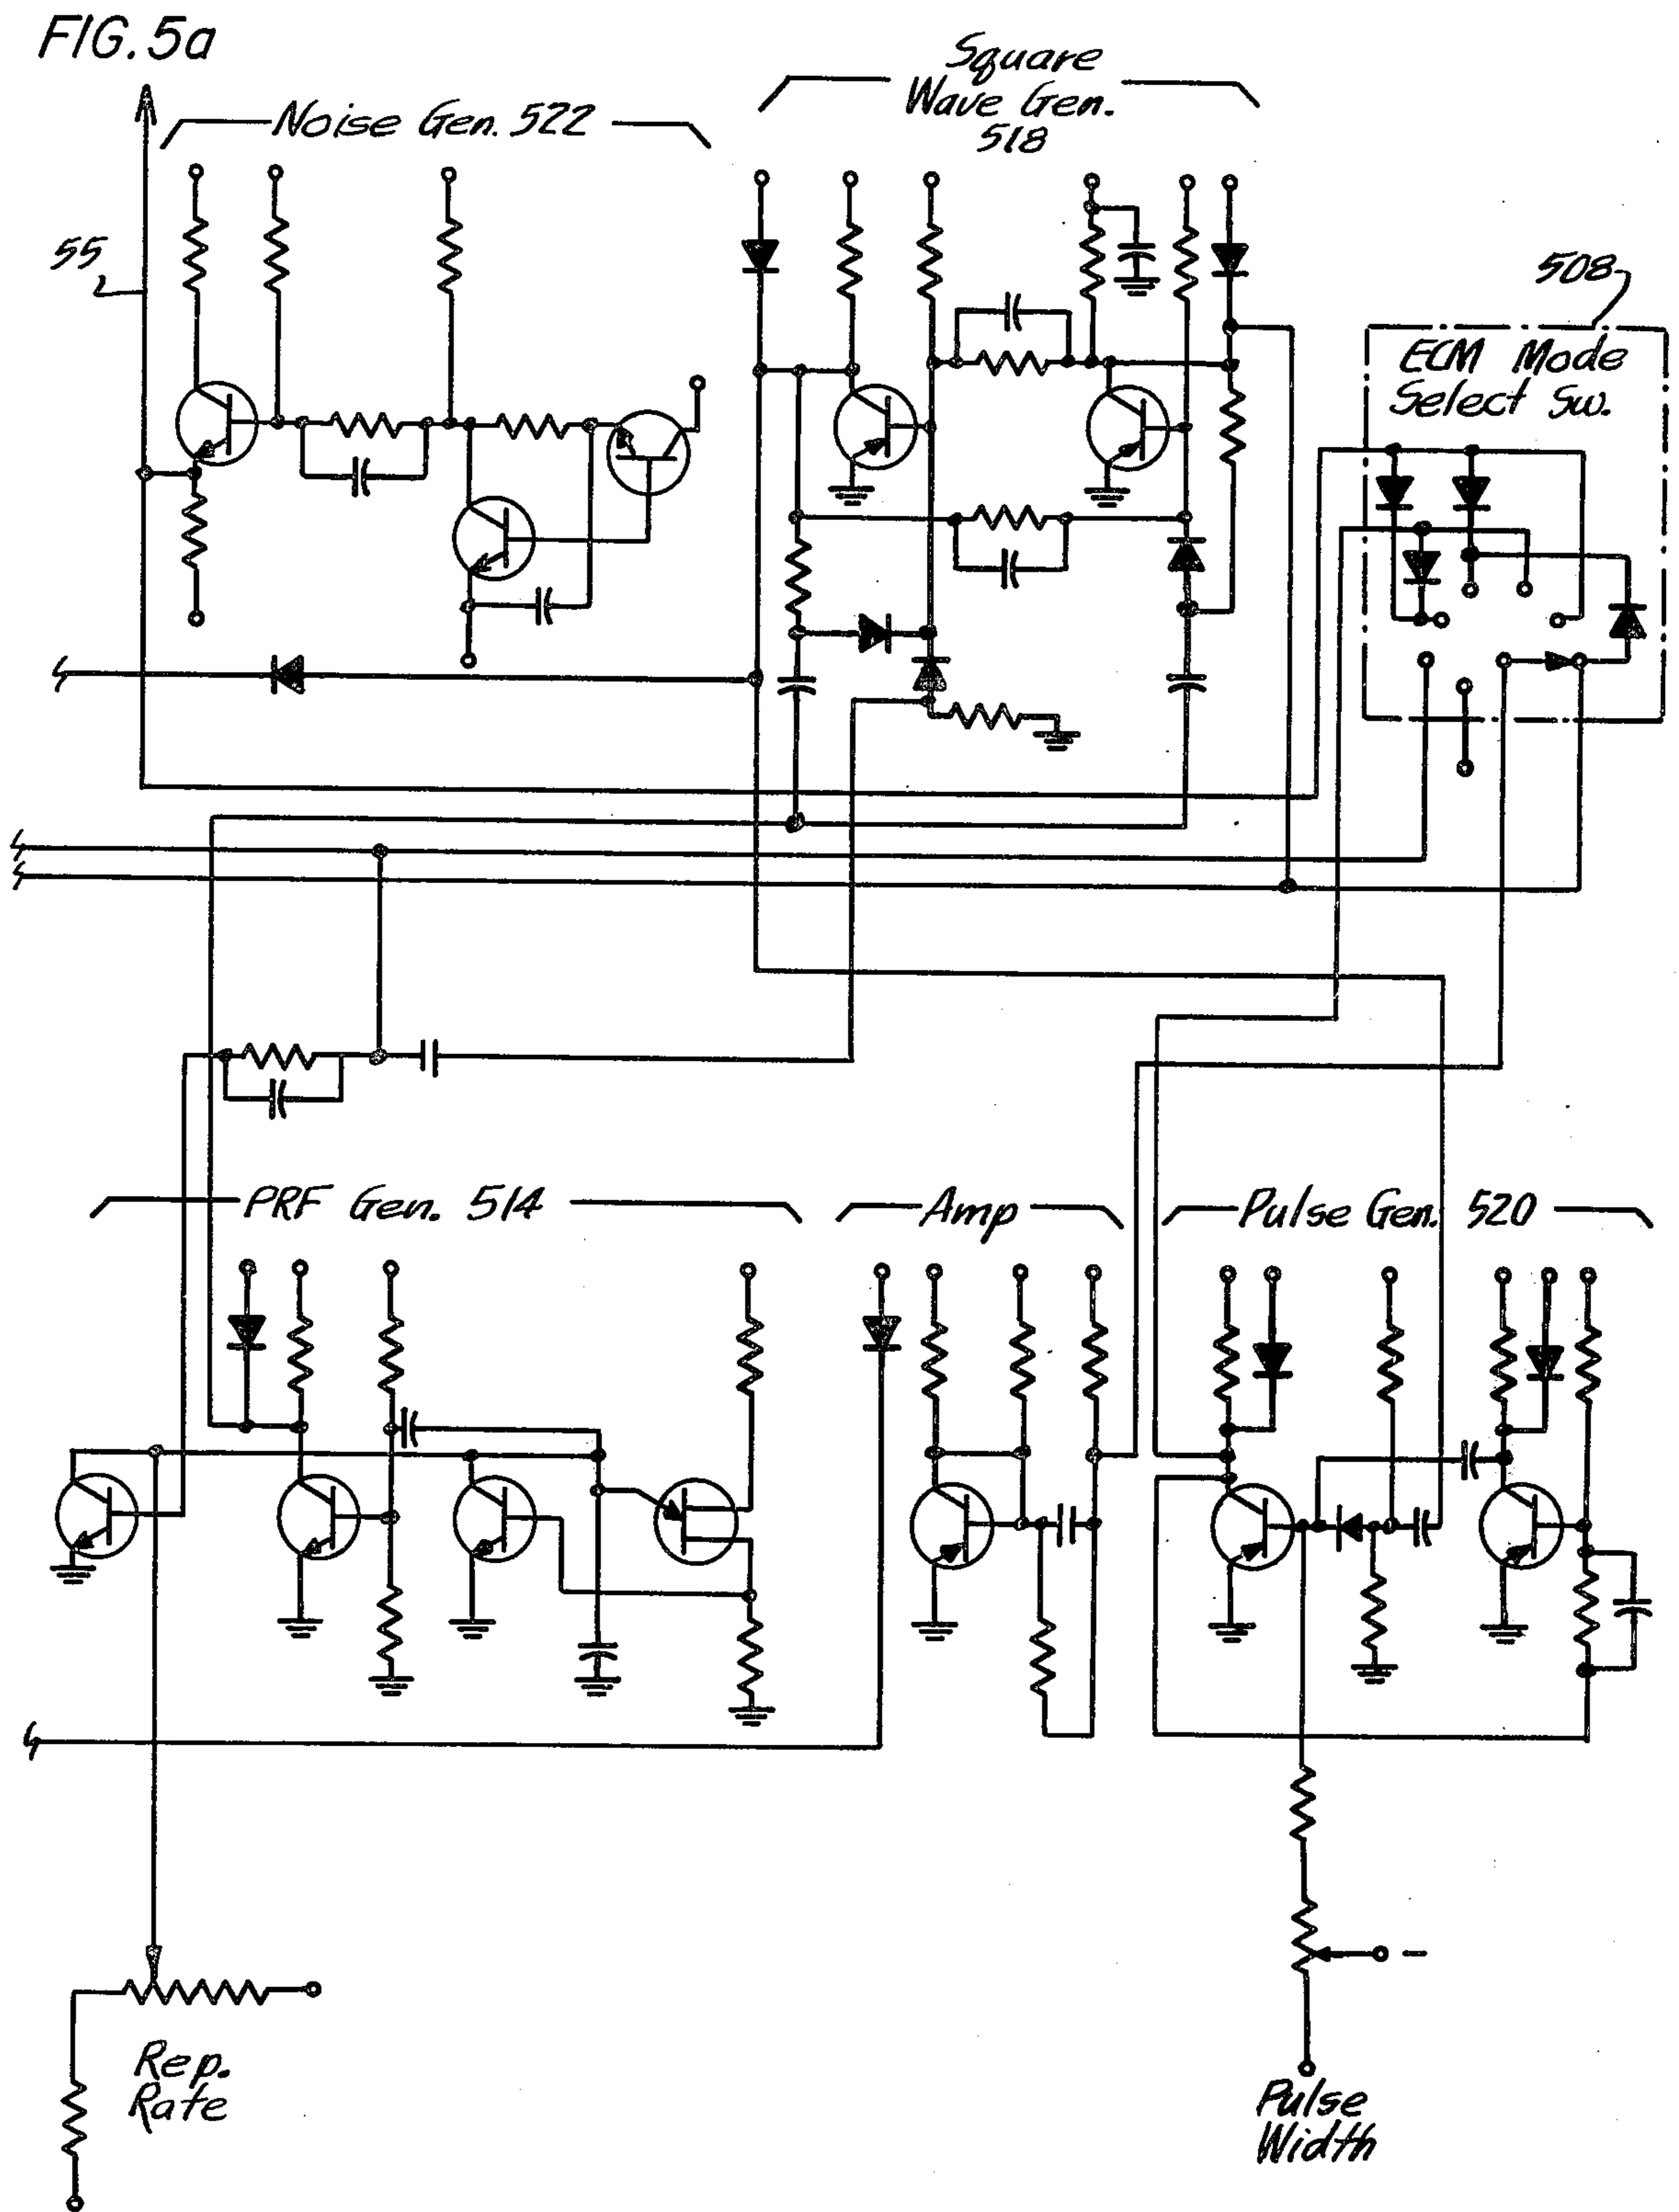 FIG. 5a
Noise Gen. 522
Square
Wave Gen.
518
55
508
ECM Mode
Select Sw.
PRF Gen. 514
Amp
Pulse Gen. 520
Rep.
Rate
Pulse
Width